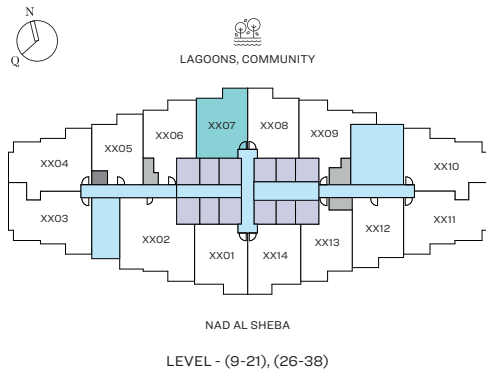 N
Q
LAGOONS, COMMUNITY
XX07
XX08
XX06
XX09
XX05
XX04
XX10
XX03
XX11
XX02
XX12
XX13
XX01
XX14
NAD AL SHEBA
LEVEL - (9-21), (26-38)